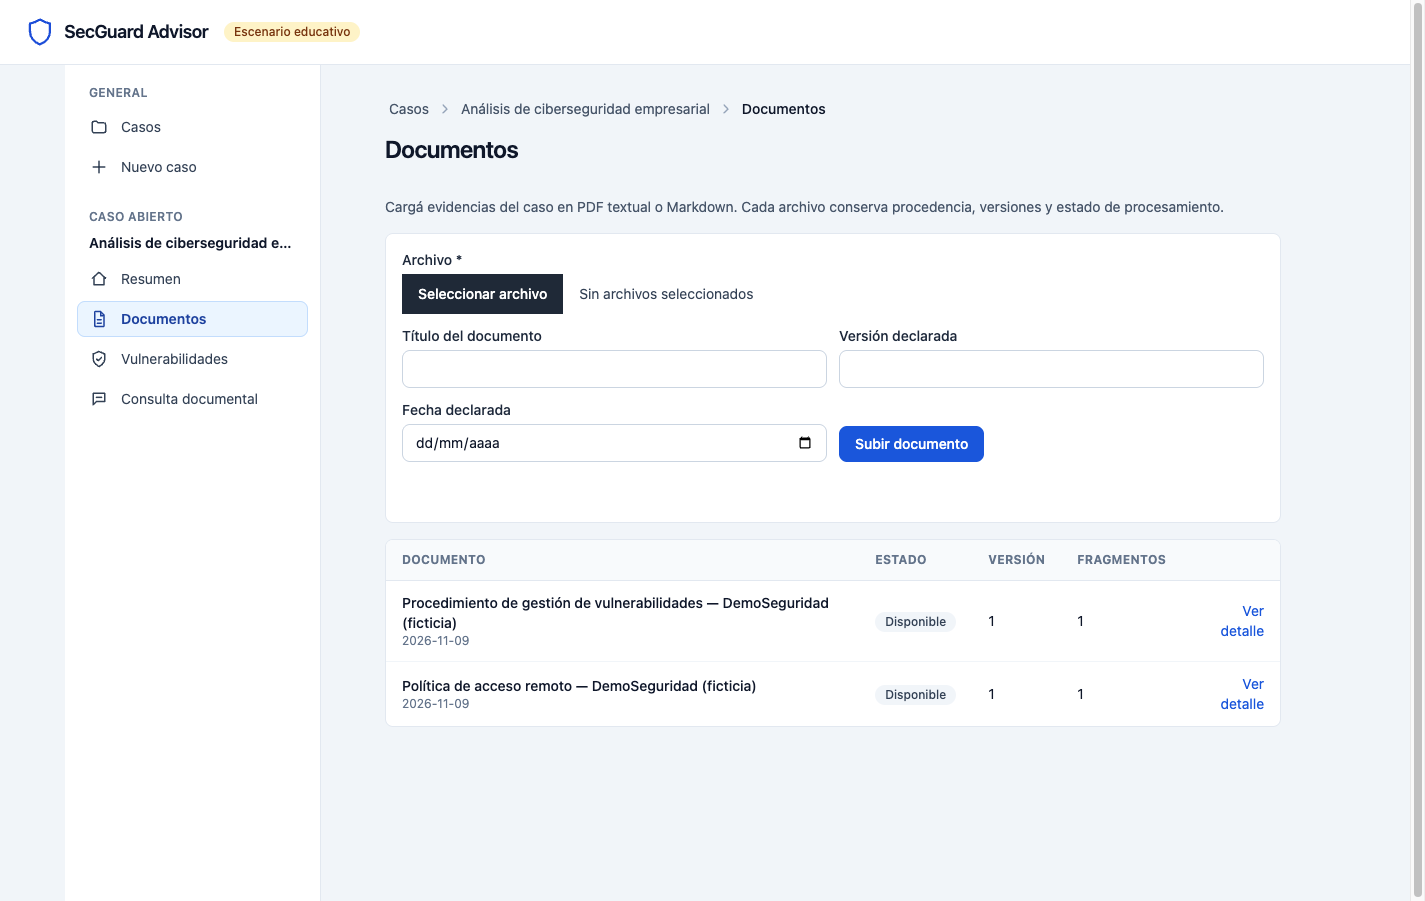 SecGuard Advisor
Escenario educativo
GENERAL
Casos
Nuevo caso
CASO ABIERTO
Análisis de ciberseguridad e...
Resumen
Documentos
Vulnerabilidades
Consulta documental
Casos > Análisis de ciberseguridad empresarial > Documentos
Documentos
Cargá evidencias del caso en PDF textual o Markdown. Cada archivo conserva procedencia, versiones y estado de procesamiento.
Archivo *
Seleccionar archivo Sin archivos seleccionados
Título del documento
Versión declarada
Fecha declarada
dd/mm/aaaa
Subir documento
DOCUMENTO ESTADO VERSIÓN FRAGMENTOS
Procedimiento de gestión de vulnerabilidades — DemoSeguridad
(ficticia)
2026-11-09
Disponible
1
1
Ver
detalle
Política de acceso remoto — DemoSeguridad (ficticia)
2026-11-09
Disponible
1
1
Ver
detalle